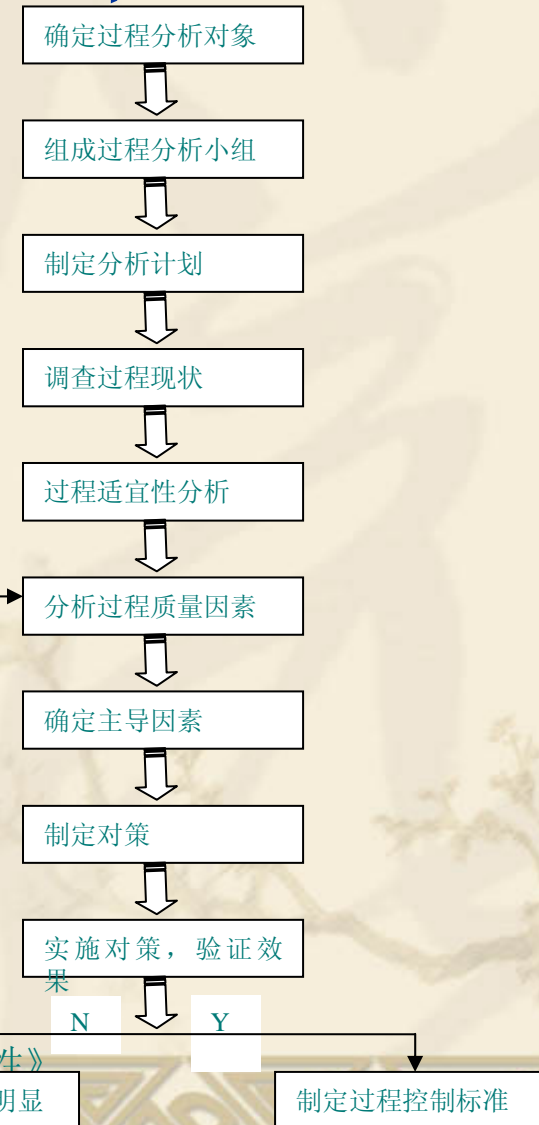 确定过程分析对象
组成过程分析小组
制定分析计划
调查过程现状
过程适宜性分析
分析过程质量因素
确定主导因素
制定对策
实施对策，验证效
果
N
Y
生》
明显
制定过程控制标准